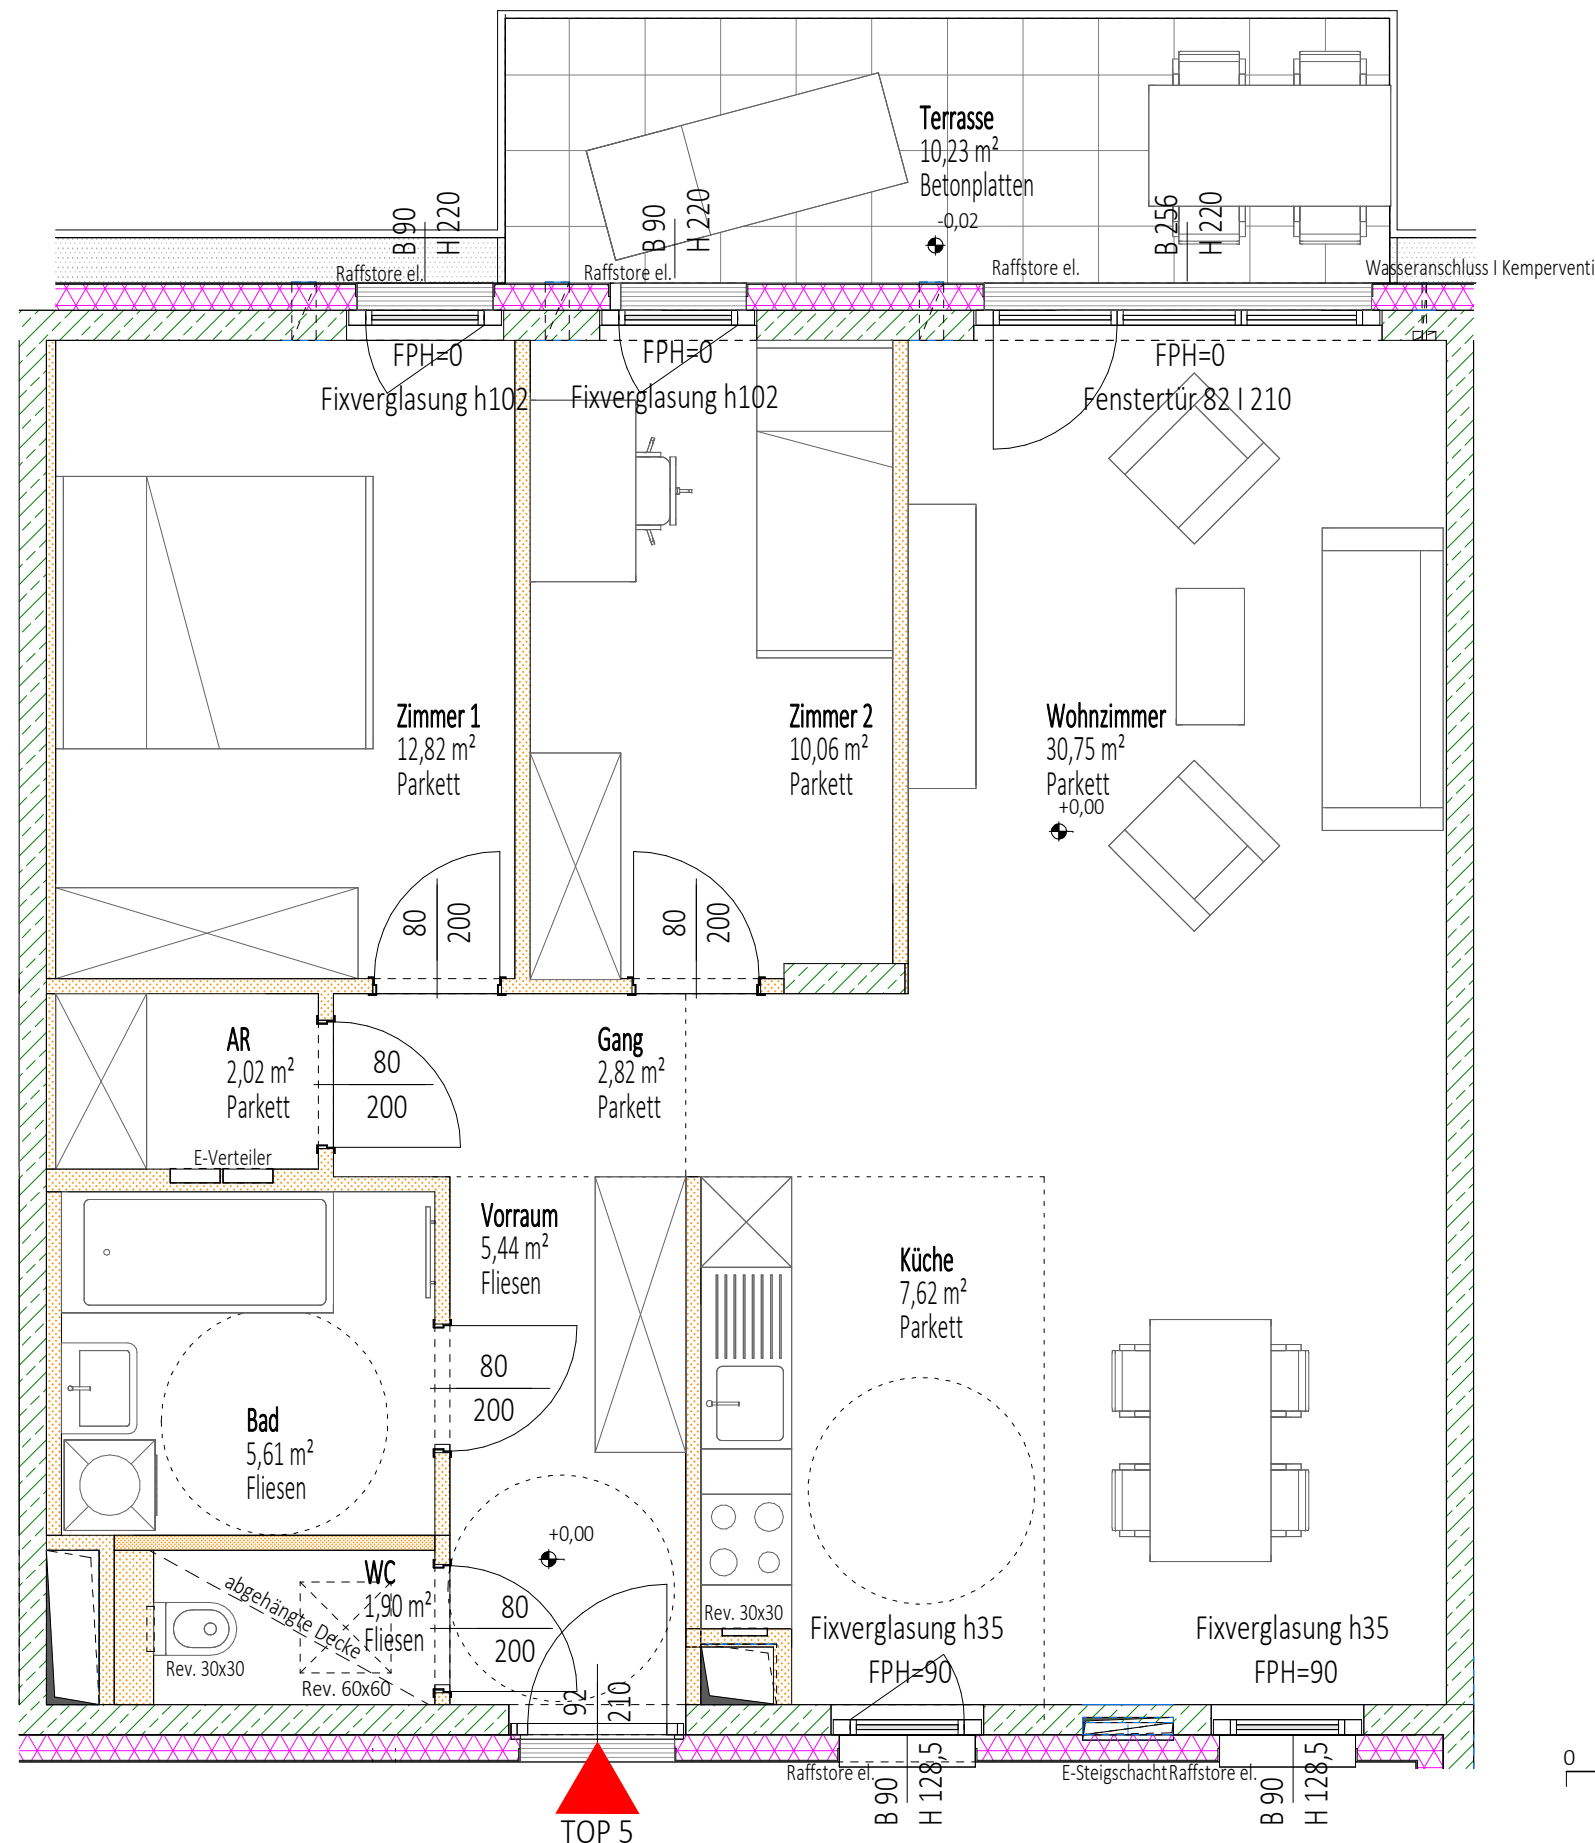 Terrasse
10,23 m²
Betonplatten
-0,02
B 90
H 220
B 90
H 220
B 256
H 220
Raffstore el.
Raffstore el.
Raffstore el.
Wasseranschluss I Kemperventi
FPH=0
Fixverglasung h102
FPH=0
Fixverglasung h102
FPH=0
Fenstertür 82 I 210
Zimmer 1
12,82 m²
Parkett
Zimmer 2
10,06 m²
Parkett
Wohnzimmer
30,75 m²
Parkett
+0,00
80
200
80
200
AR
2,02 m²
Parkett
80
200
Gang
2,82 m²
Parkett
E-Verteiler
Vorraum
5,44 m²
Fliesen
Küche
7,62 m²
Parkett
80
200
Bad
5,61 m²
Fliesen
+0,00
WC
1,90 m²
Fliesen
abgehängte Decke
Rev. 30x30
Rev. 60x60
80
200
92
210
Rev. 30x30
Fixverglasung h35
FPH=90
Fixverglasung h35
FPH=90
Raffstore el.
B 90
H 128,5
E-Steigschacht
Raffstore el.
B 90
H 128,5
TOP 5
0